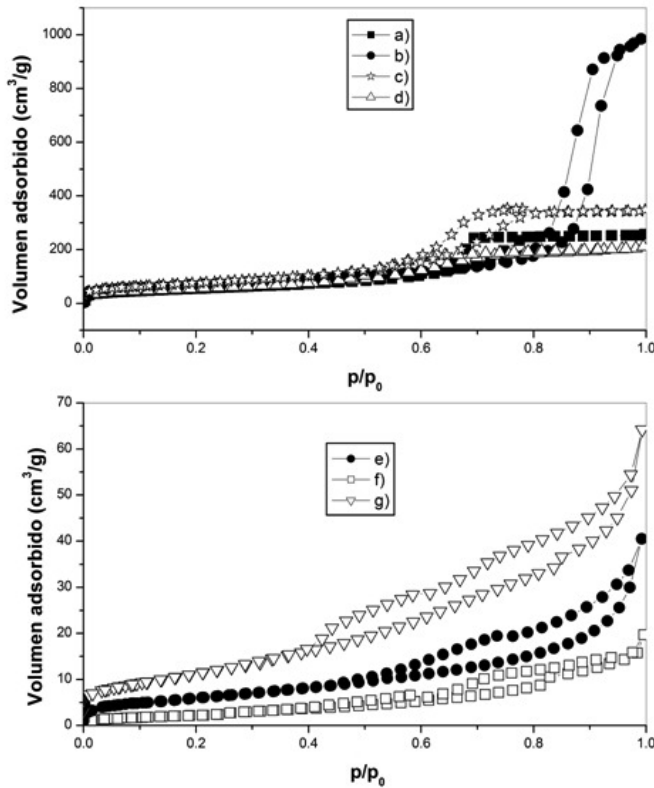 1000
800
600
400
200
0
Volumen adsorbido (cm³/g)
a)
b)
c)
d)
0.0 0.2 0.4 0.6 0.8 1.0
p/p₀
70
60
50
40
30
20
10
0
Volumen adsorbido (cm³/g)
e)
f)
g)
0.0 0.2 0.4 0.6 0.8 1.0
p/p₀